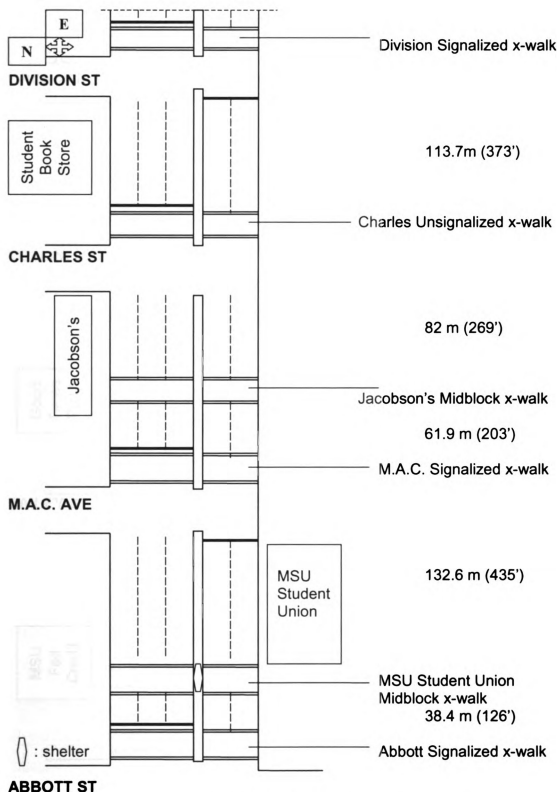 E
N
Division Signalized x-walk
DIVISION ST
Student
Book
Store
113.7m (373')
Charles Unsignalized x-walk
CHARLES ST
Jacobson's
82 m (269')
Jacobson's Midblock x-walk
61.9 m (203')
M.A.C. Signalized x-walk
M.A.C. AVE
MSU
Student
Union
132.6 m (435')
MSU Student Union
Midblock x-walk
38.4 m (126')
: shelter
Abbott Signalized x-walk
ABBOTT ST